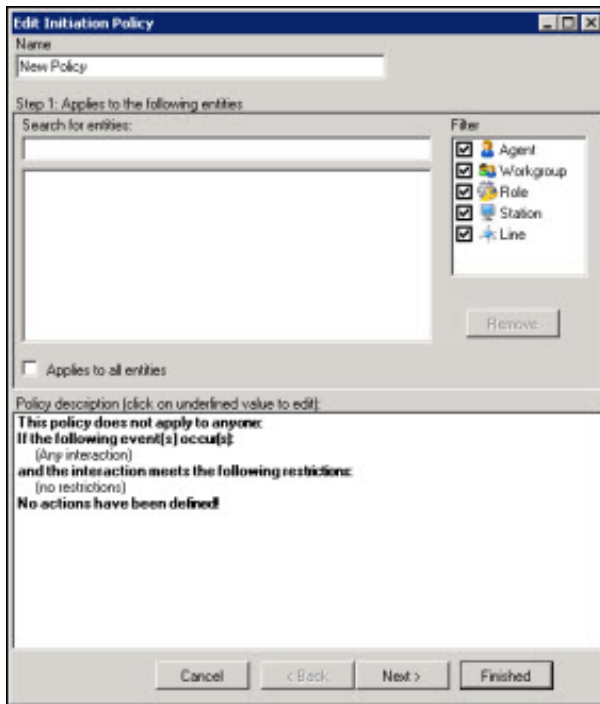 Edit Initiation Policy
Name
New Policy
Step 1: Applies to the following entities
Search for entities:
Filter
Agent
Workgroup
Role
Station
Line
Remove
Applies to all entities
Policy description (click on underlined value to edit):
This policy does not apply to anyone:
If the following event(s) occur(s):
(Any interaction)
and the interaction meets the following restrictions:
(no restrictions)
No actions have been defined!
Cancel
< Back
Next >
Finished